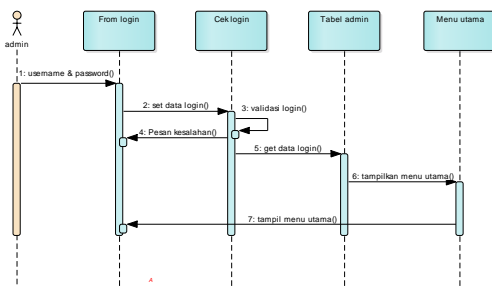 From login
Cek login
Tabel admin
Menu utama
admin
1: username & password()
2: set data login()
3: validasi login()
4: Pesan kesalahan()
5: get data login()
6: tampilkan menu utama()
7: tampil menu utama()
A